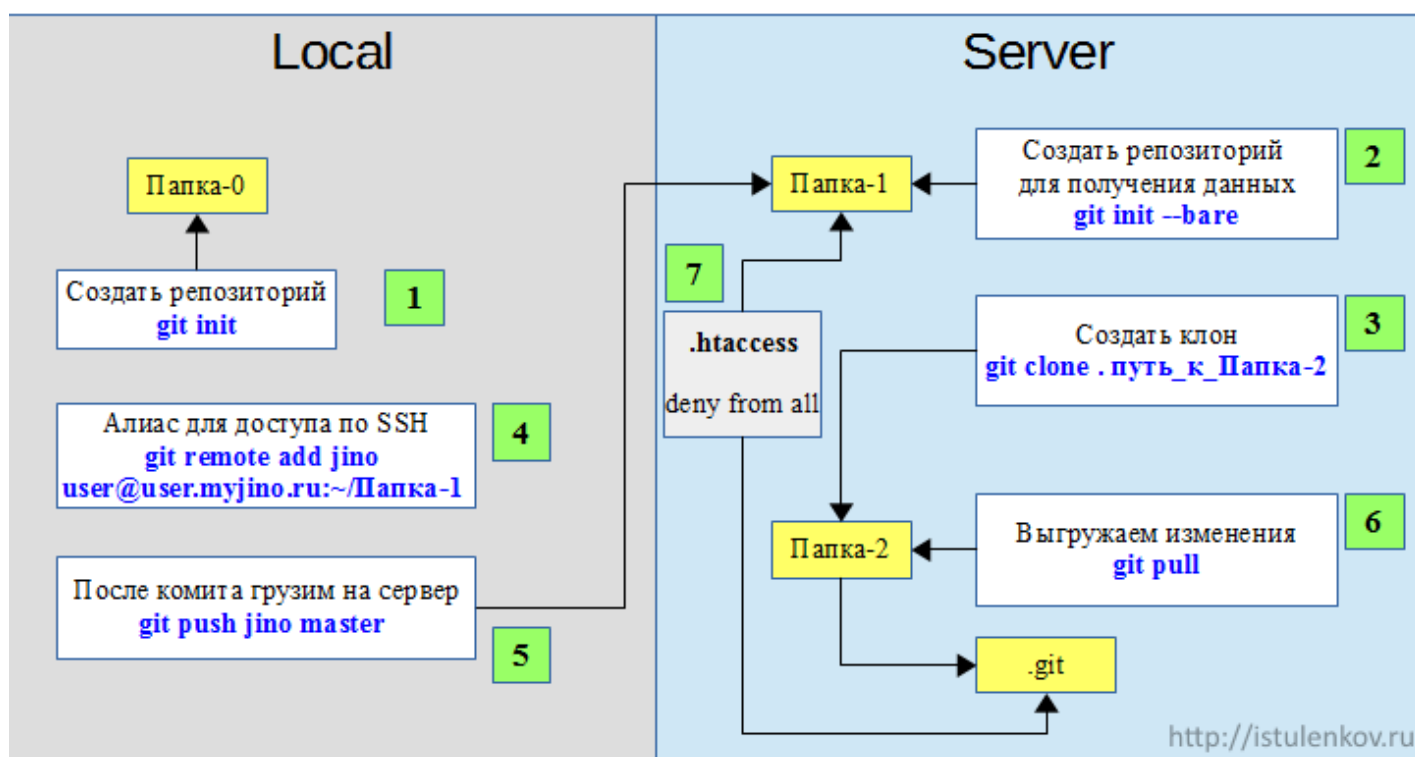 Local
Папка-0
Создать репозиторий
git init
1
Алиас для доступа по SSH
git remote add jino
user@user.myjino.ru:~/Папка-1
4
После комита грузим на сервер
git push jino master
5
Server
Папка-1
Создать репозиторий
для получения данных
git init --bare
2
7
.htaccess
deny from all
Создать клон
git clone . путь_к_Папка-2
3
Папка-2
Выгружаем изменения
git pull
6
.git
http://istulenkov.ru